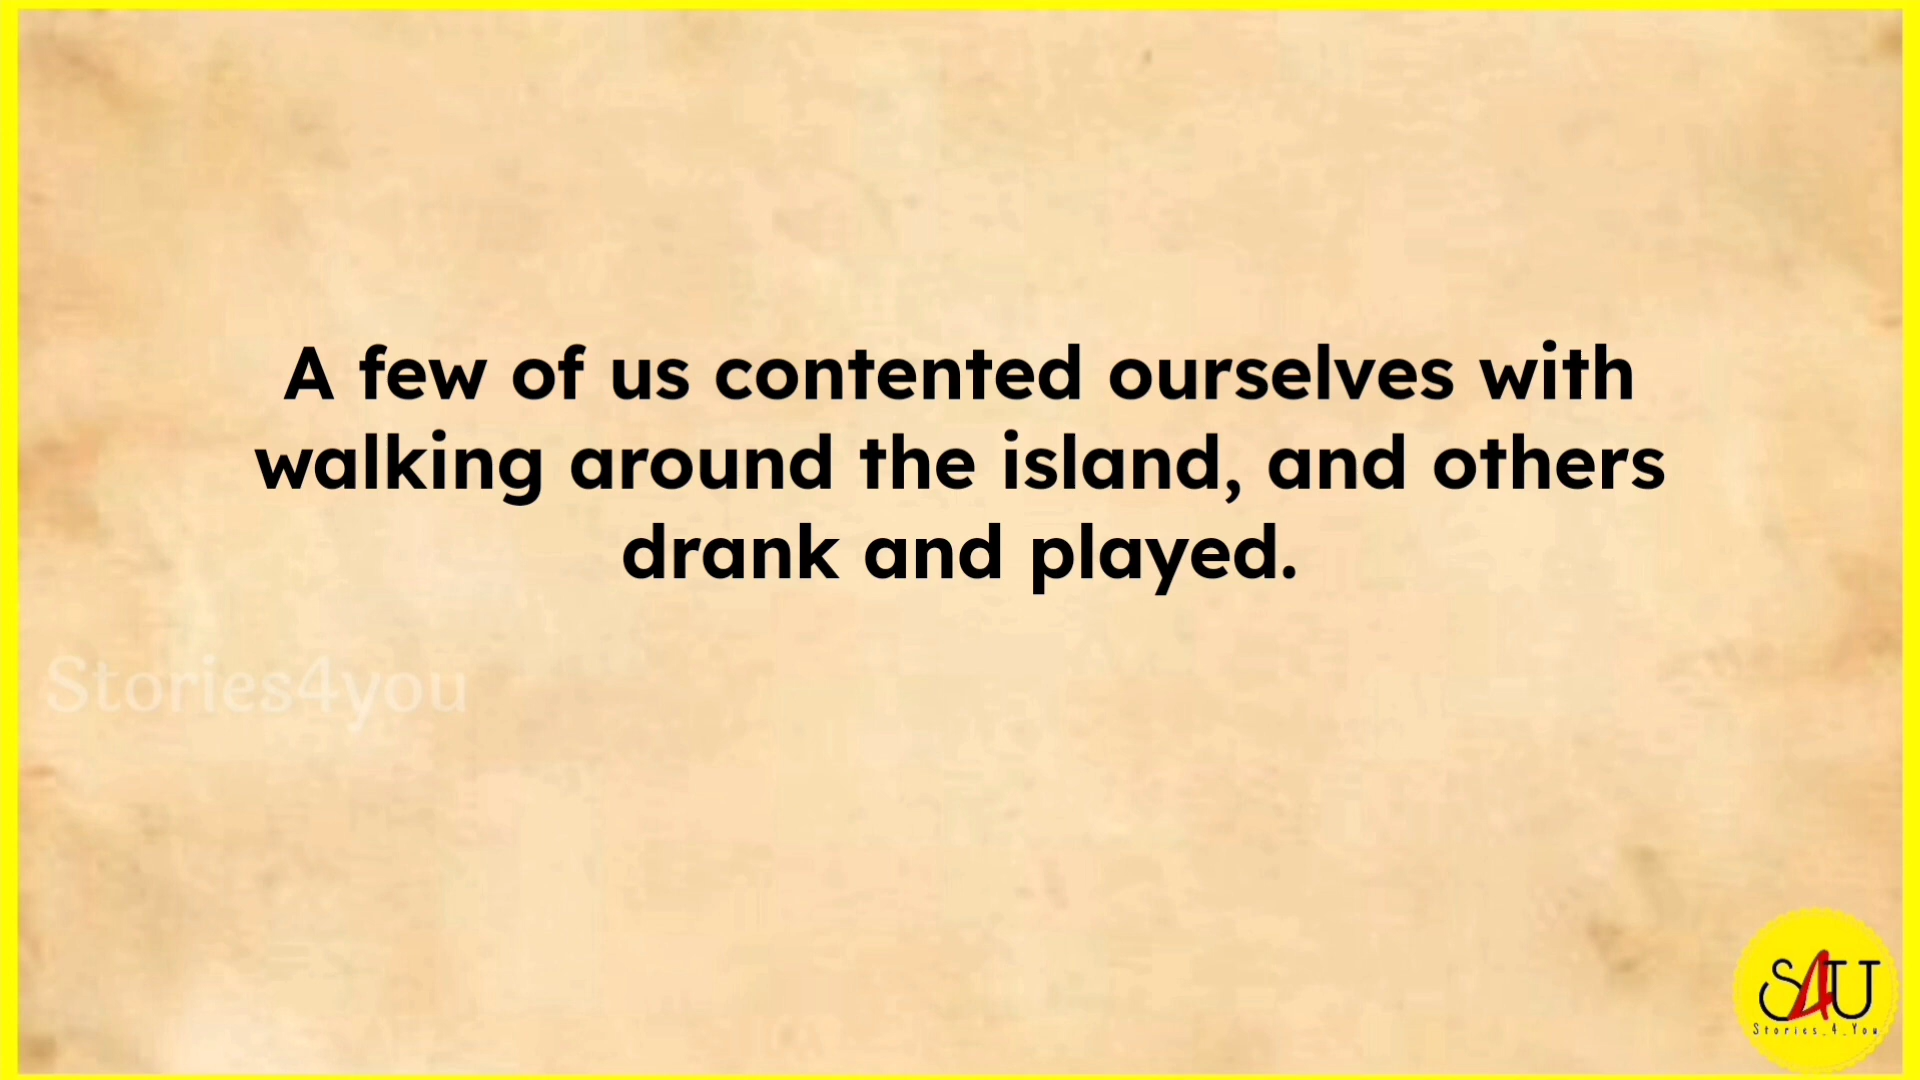 A few of us contented ourselves with
walking around the island, and others
drank and played.
Stories4you
S4U
Stories_4_You